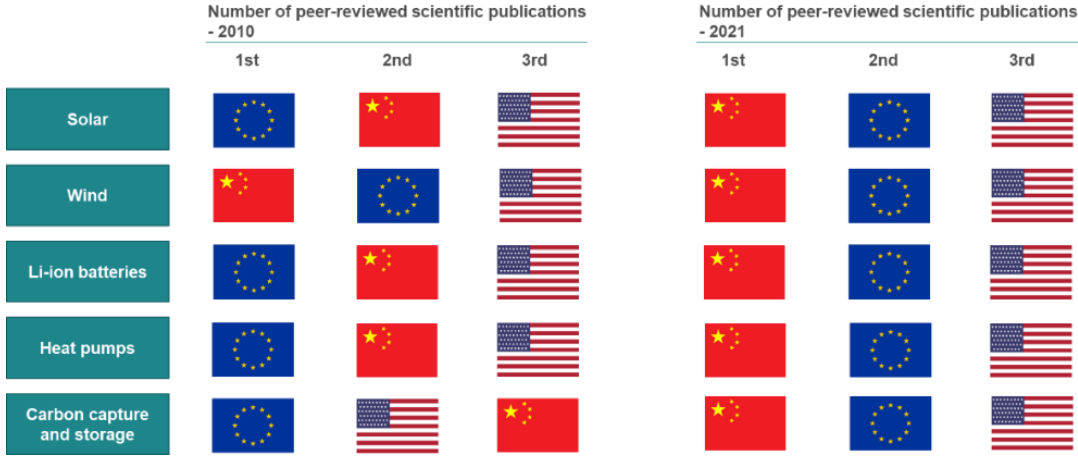 Number of peer-reviewed scientific publications
- 2010
Number of peer-reviewed scientific publications
- 2021
1st 2nd 3rd 1st 2nd 3rd
Solar
Wind
Li-ion batteries
Heat pumps
Carbon capture
and storage